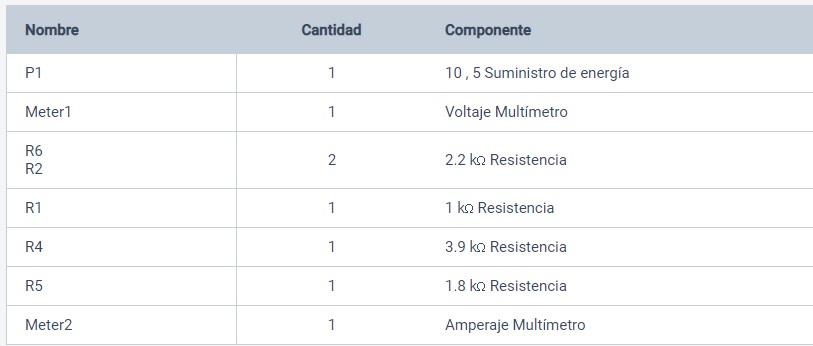 Nombre Cantidad Componente
P1 1 10 , 5 Suministro de energía
Meter1 1 Voltaje Multímetro
R6
R2 2 2.2 kΩ Resistencia
R1 1 1 kΩ Resistencia
R4 1 3.9 kΩ Resistencia
R5 1 1.8 kΩ Resistencia
Meter2 1 Amperaje Multímetro